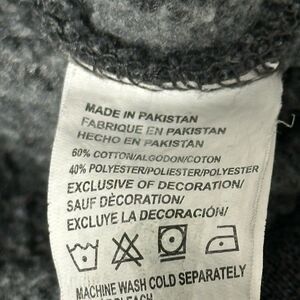 MADE IN PAKISTAN
FABRIQUE EN PAKISTAN
HECHO EN PAKISTAN
60% COTTON/ALGODON/COTON
40% POLYESTER/POLIESTER/POLYESTER
EXCLUSIVE OF DECORATION/
SAUF DÉCORATION/
EXCLUYE LA DECORACIÓN/
MACHINE WASH COLD SEPARATELY
BLEACH